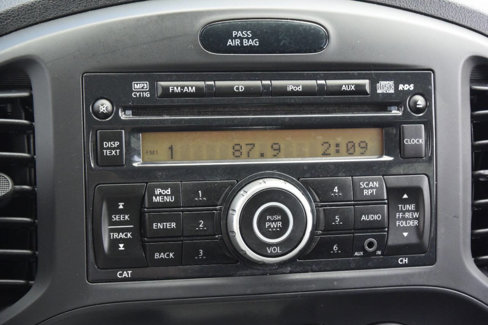 PASS
AIR BAG
MP3
CY11G
FM·AM
CD
iPod
AUX
R·D·S
DISP
TEXT
FM1 1 87.9 2:09
CLOCK
SEEK
TRACK
CAT
iPod
MENU
ENTER
BACK
1
2
3
PUSH
PWR
VOL
4
5
6
SCAN
RPT
AUDIO
AUX IN
TUNE
FF·REW
FOLDER
CH